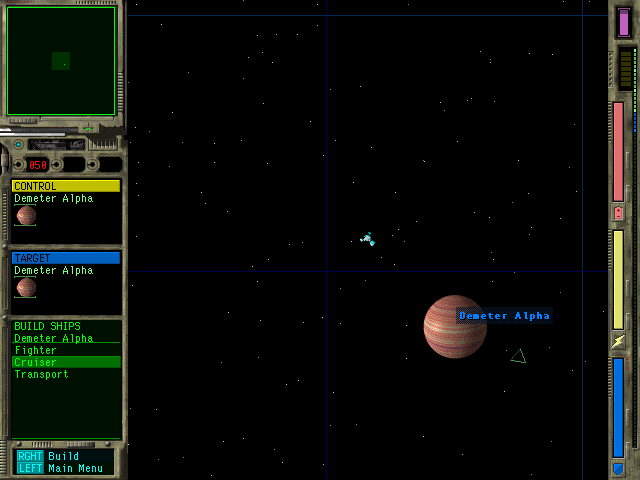 050
CONTROL
Demeter Alpha
TARGET
Demeter Alpha
BUILD SHIPS
Demeter Alpha
Fighter
Cruiser
Transport
RGHT Build
LEFT Main Menu
Demeter Alpha